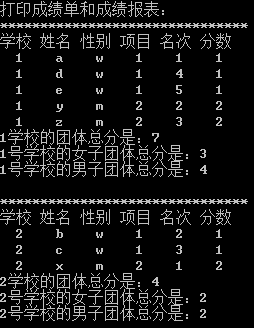 打印成绩单和成绩报表：
************************************
学校 姓名 性别 项目 名次 分数
1 a w 1 1 1
1 d w 1 4 1
1 e w 1 5 1
1 y m 2 2 2
1 z m 2 3 2
1学校的团体总分是：7
1号学校的女子团体总分是：3
1号学校的男子团体总分是：4
************************************
学校 姓名 性别 项目 名次 分数
2 b w 1 2 1
2 c w 1 3 1
2 x m 2 1 2
2学校的团体总分是：4
2号学校的女子团体总分是：2
2号学校的男子团体总分是：2